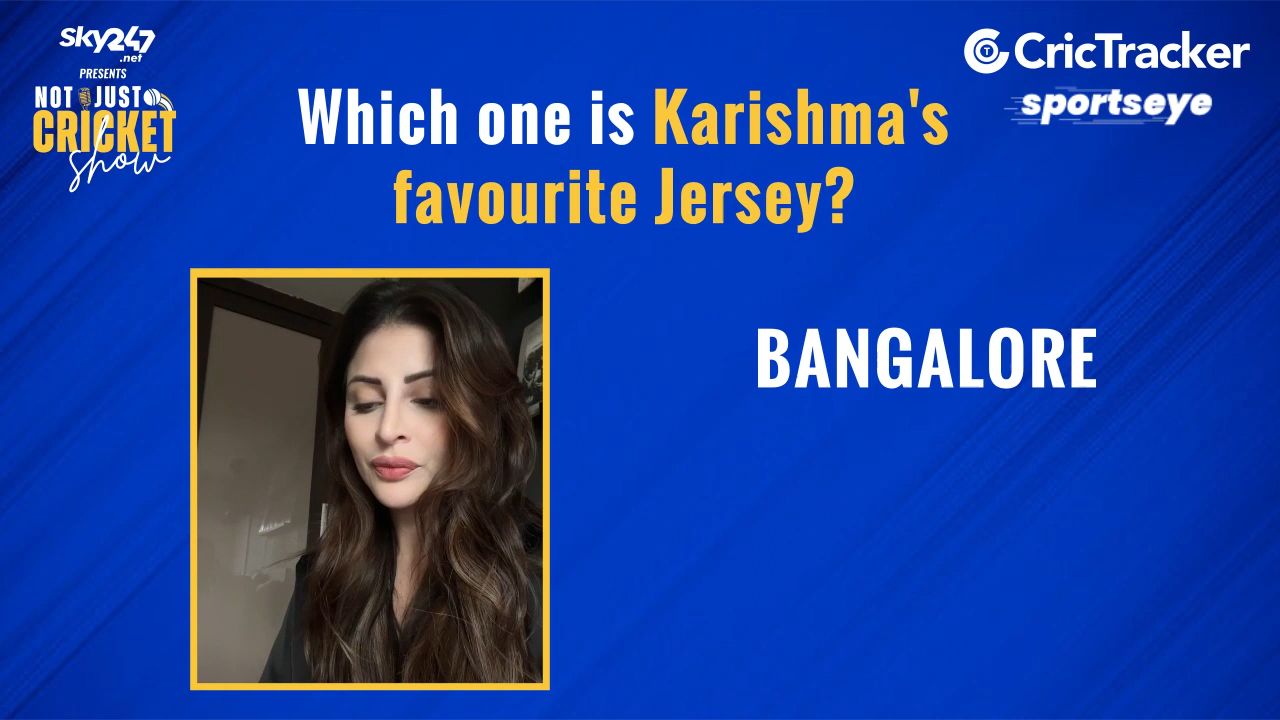 sky247
.net
PRESENTS
NOT JUST
CRICKET
Show
Which one is Karishma's
favourite Jersey?
CricTracker
sportseye
BANGALORE